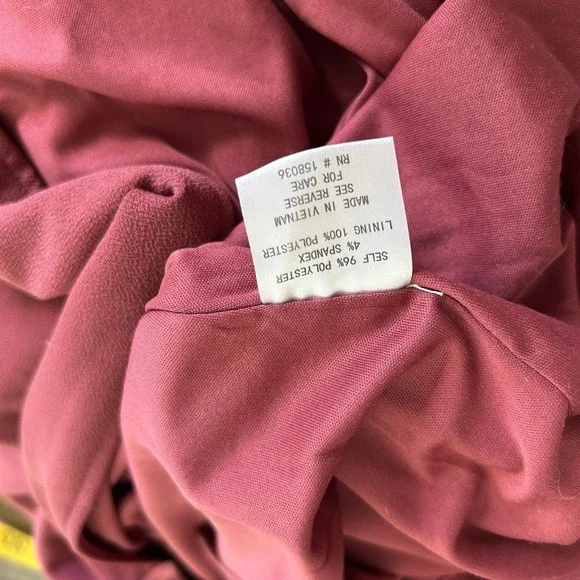 SELF 96% POLYESTER
4% SPANDEX
LINING 100% POLYESTER
MADE IN VIETNAM
SEE REVERSE
FOR CARE
RN # 158036